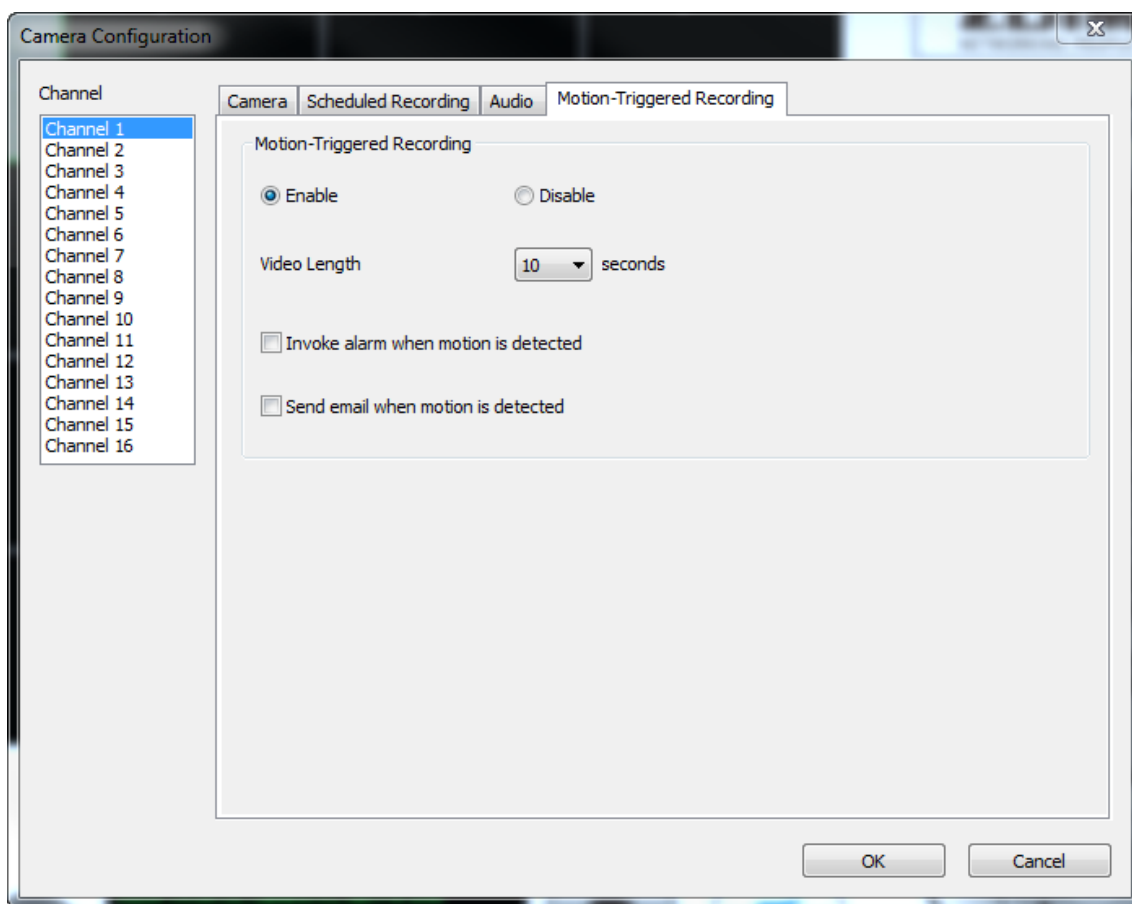 Camera Configuration
Channel
Channel 1
Channel 2
Channel 3
Channel 4
Channel 5
Channel 6
Channel 7
Channel 8
Channel 9
Channel 10
Channel 11
Channel 12
Channel 13
Channel 14
Channel 15
Channel 16
Camera Scheduled Recording Audio Motion-Triggered Recording
Motion-Triggered Recording
Enable Disable
Video Length 10 seconds
Invoke alarm when motion is detected
Send email when motion is detected
OK Cancel